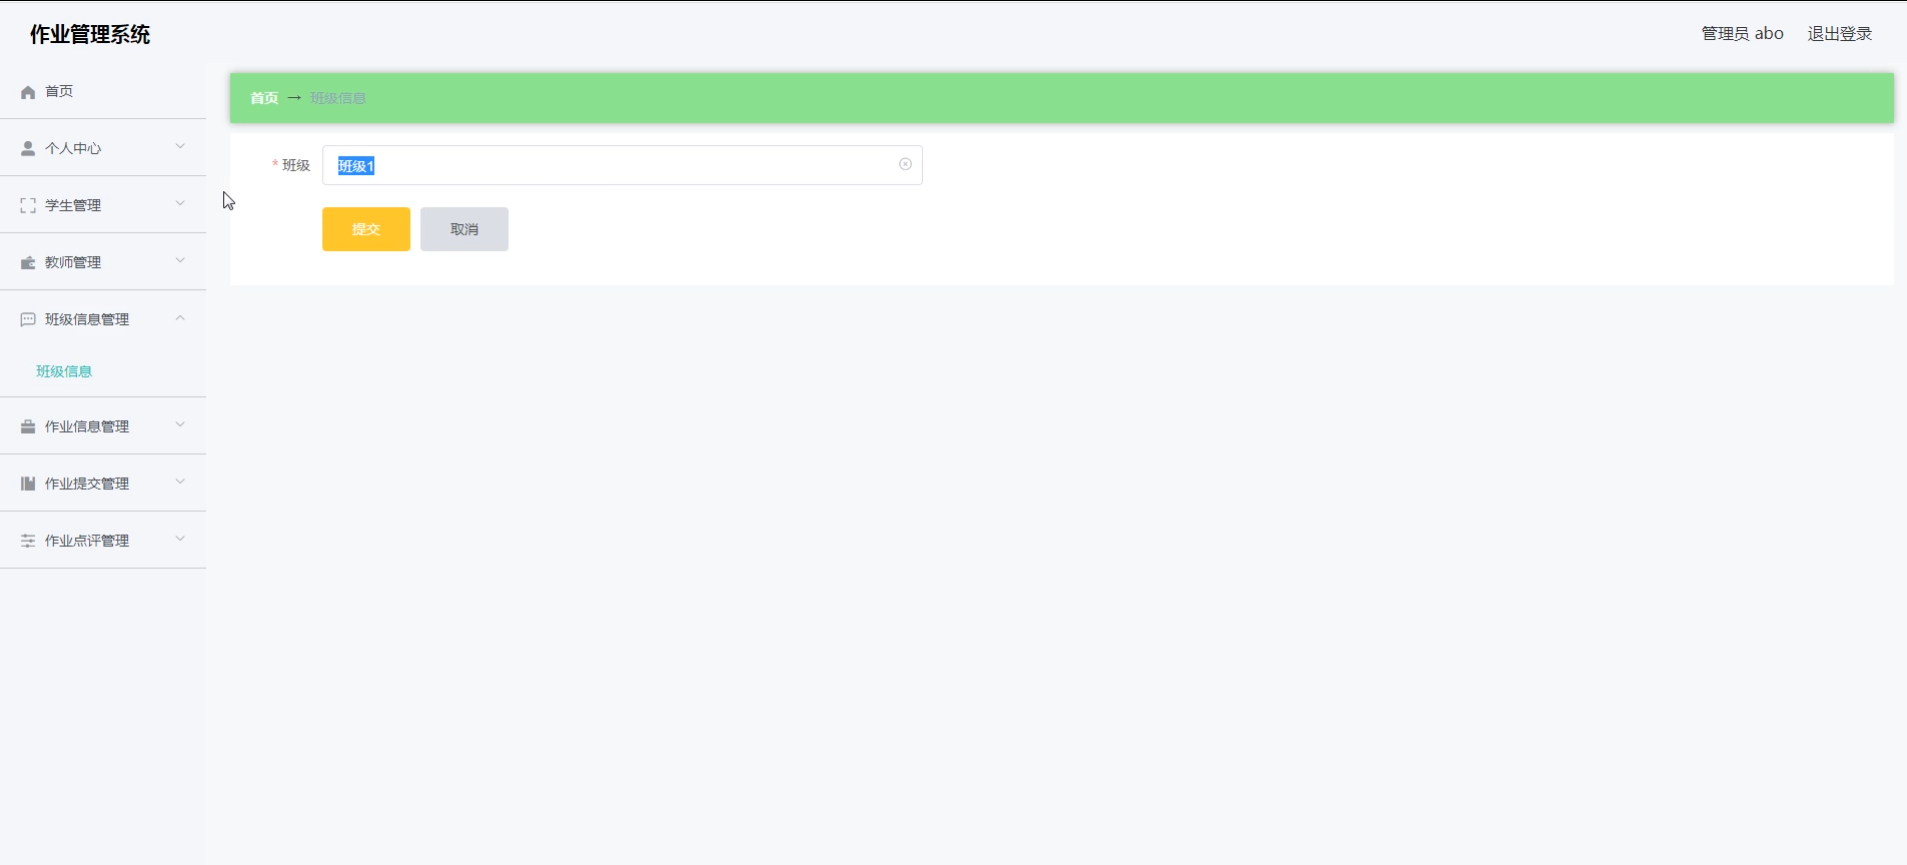 作业管理系统
管理员 abo 退出登录
首页
个人中心
学生管理
教师管理
班级信息管理
班级信息
作业信息管理
作业提交管理
作业点评管理
首页 → 班级信息
* 班级 班级1
提交 取消